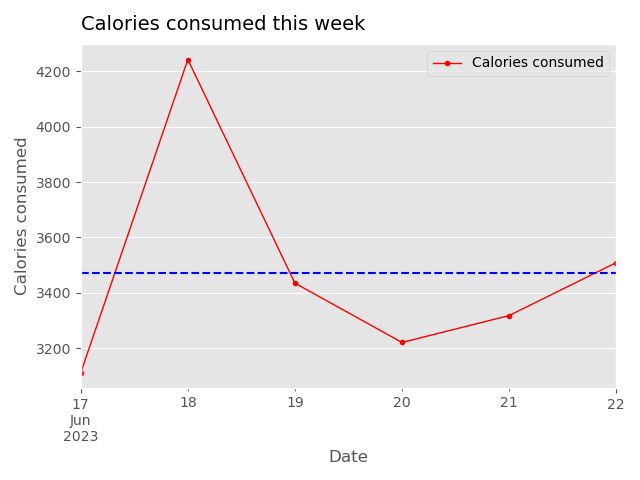 Calories consumed this week
Calories consumed
4200
4000
3800
3600
3400
3200
Calories consumed
17 18 19 20 21 22
Jun
2023
Date